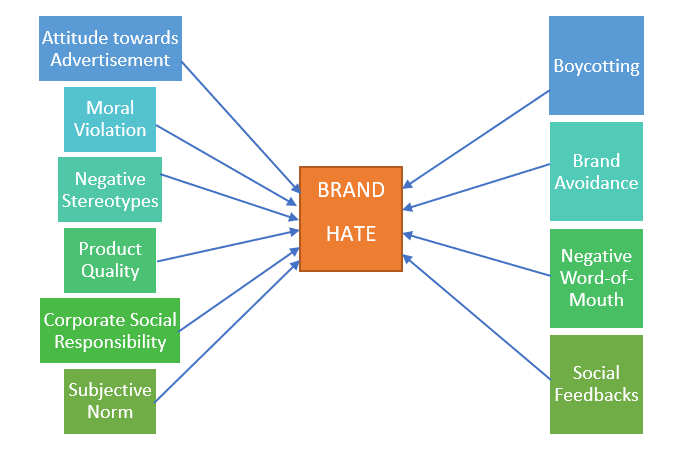 Attitude towards
Advertisement
Moral
Violation
Negative
Stereotypes
Product
Quality
Corporate Social
Responsibility
Subjective
Norm
BRAND
HATE
Boycotting
Brand
Avoidance
Negative
Word-of-
Mouth
Social
Feedbacks